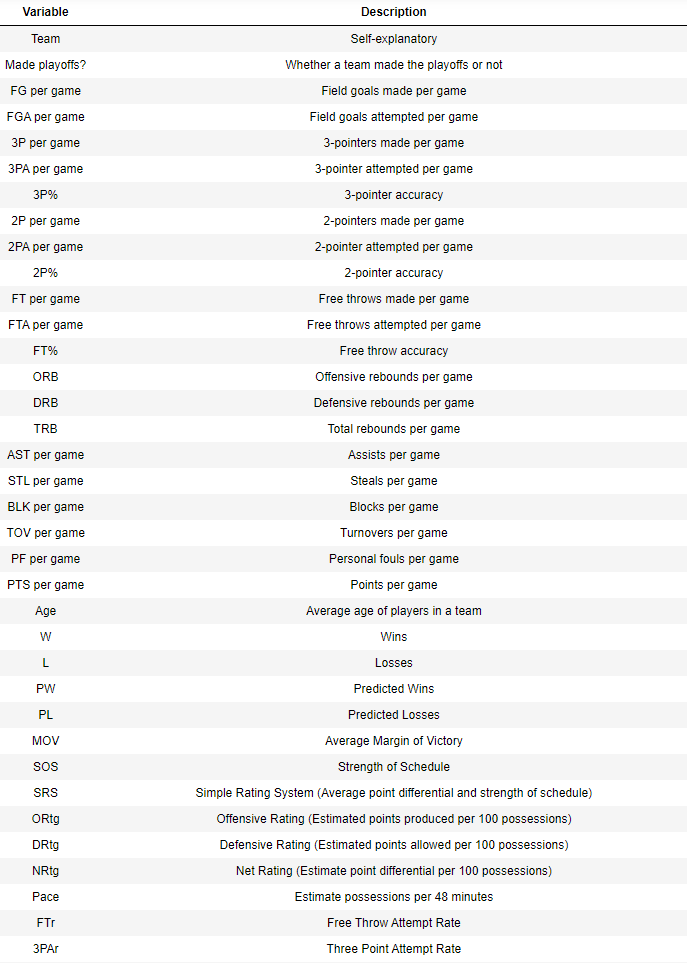 Variable Description
Team Self-explanatory
Made playoffs? Whether a team made the playoffs or not
FG per game Field goals made per game
FGA per game Field goals attempted per game
3P per game 3-pointers made per game
3PA per game 3-pointer attempted per game
3P% 3-pointer accuracy
2P per game 2-pointers made per game
2PA per game 2-pointer attempted per game
2P% 2-pointer accuracy
FT per game Free throws made per game
FTA per game Free throws attempted per game
FT% Free throw accuracy
ORB Offensive rebounds per game
DRB Defensive rebounds per game
TRB Total rebounds per game
AST per game Assists per game
STL per game Steals per game
BLK per game Blocks per game
TOV per game Turnovers per game
PF per game Personal fouls per game
PTS per game Points per game
Age Average age of players in a team
W Wins
L Losses
PW Predicted Wins
PL Predicted Losses
MOV Average Margin of Victory
SOS Strength of Schedule
SRS Simple Rating System (Average point differential and strength of schedule)
ORtg Offensive Rating (Estimated points produced per 100 possessions)
DRtg Defensive Rating (Estimated points allowed per 100 possessions)
NRtg Net Rating (Estimate point differential per 100 possessions)
Pace Estimate possessions per 48 minutes
FTr Free Throw Attempt Rate
3PAr Three Point Attempt Rate